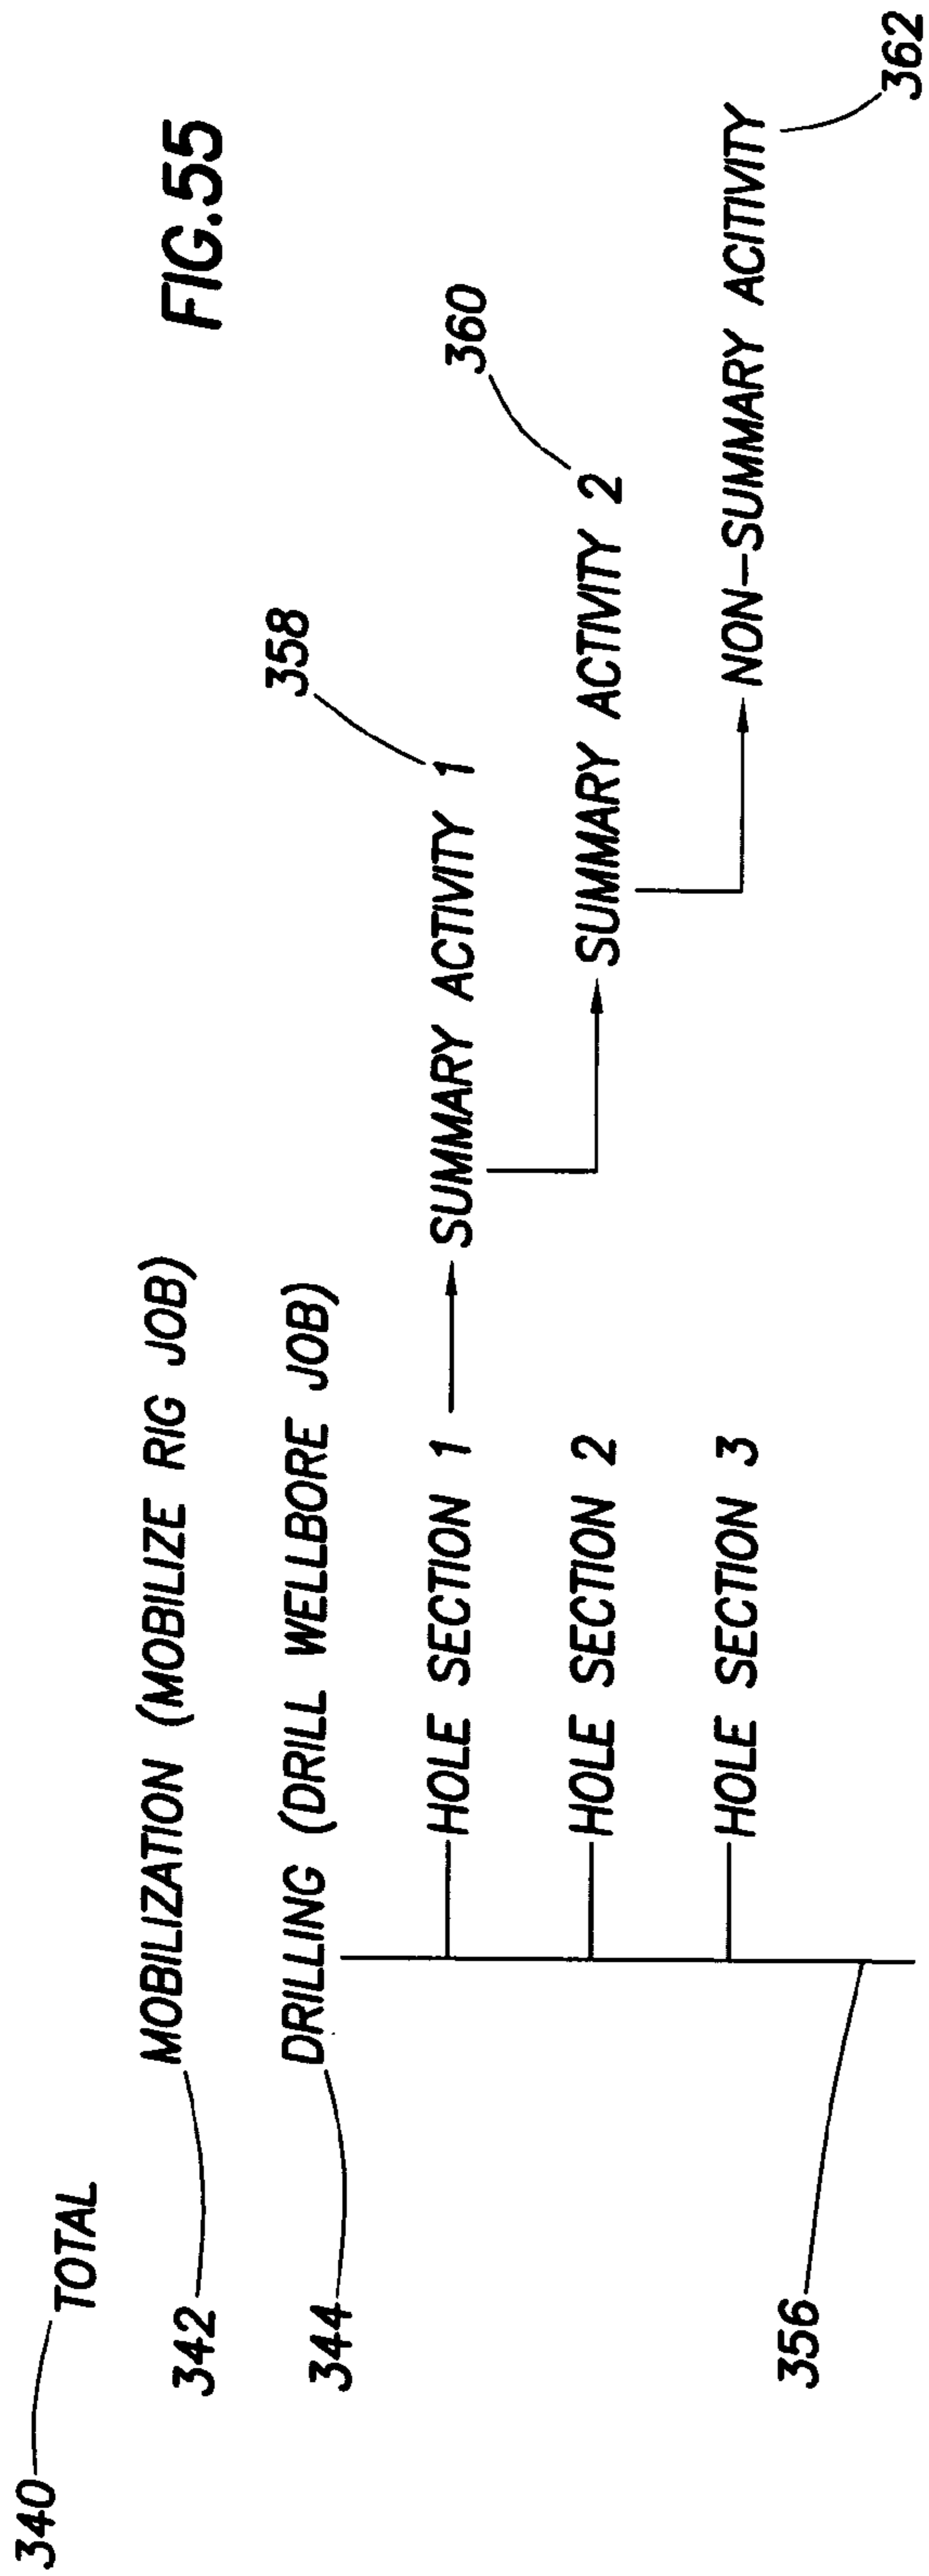 FIG.55
340 TOTAL
342 MOBILIZATION (MOBILIZE RIG JOB)
344 DRILLING (DRILL WELLBORE JOB)
358
HOLE SECTION 1 SUMMARY ACTIVITY 1
360
HOLE SECTION 2 SUMMARY ACTIVITY 2
HOLE SECTION 3 NON-SUMMARY ACITIVITY
356
362